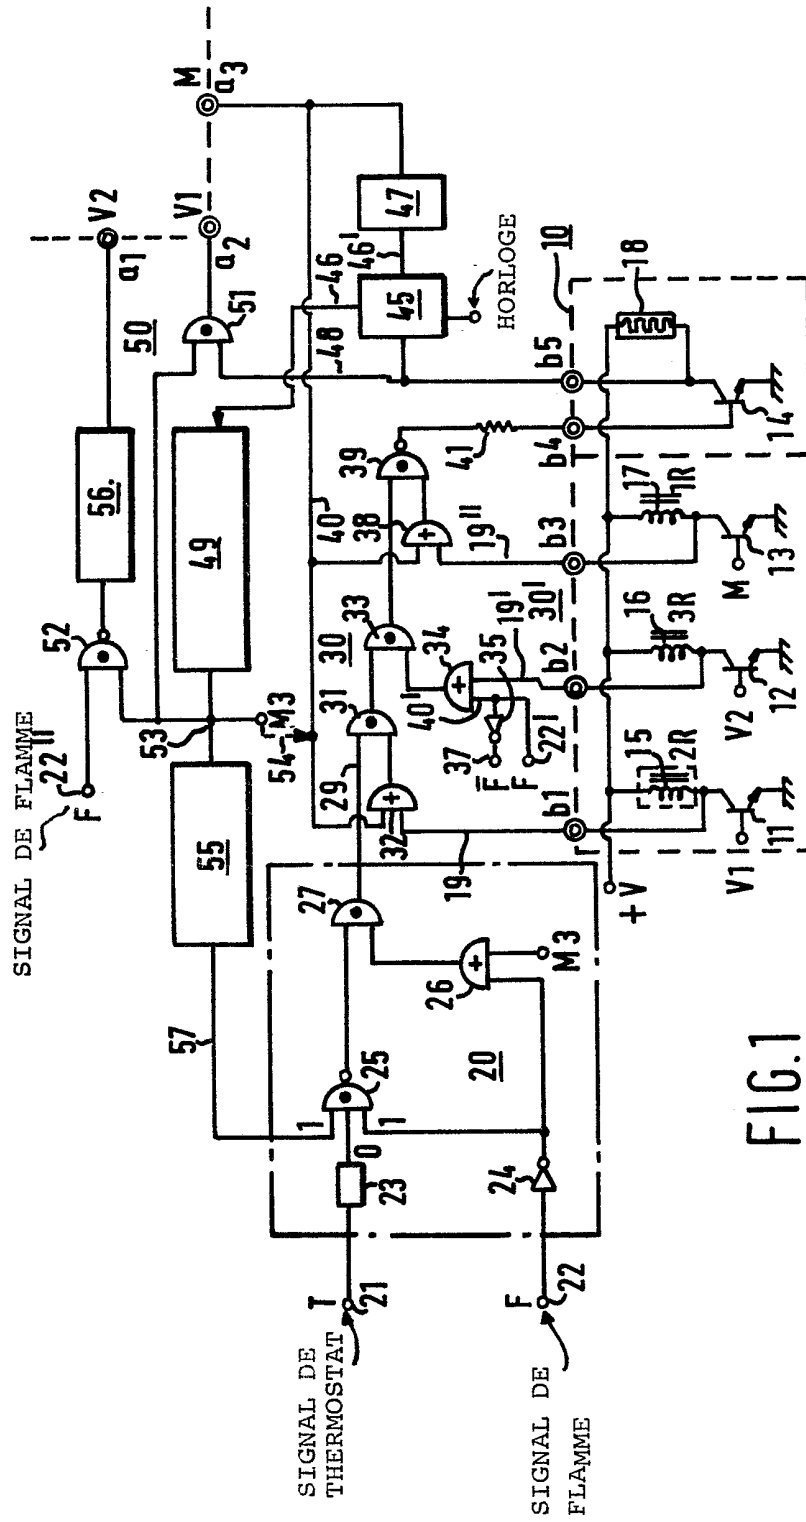 SIGNAL DE FLAMME
F
22"
52
56.
a1
V2
57
55
53
49
50
51
V1
a2
M
a3
54
M3
48
46
46'
45
47
HORLOGE
SIGNAL DE
THERMOSTAT
T
21
23
1
0
1
25
27
29
31
30
33
40
38
39
41
32
20
26
M3
34
40'
35
37
F̅
F
22'
19
19'
30'
19"
SIGNAL DE
FLAMME
F
22
24
b1
b2
b3
b4
b5
10
+V
15
2R
16
3R
17
1R
18
V1
11
V2
12
M
13
14
FIG.1